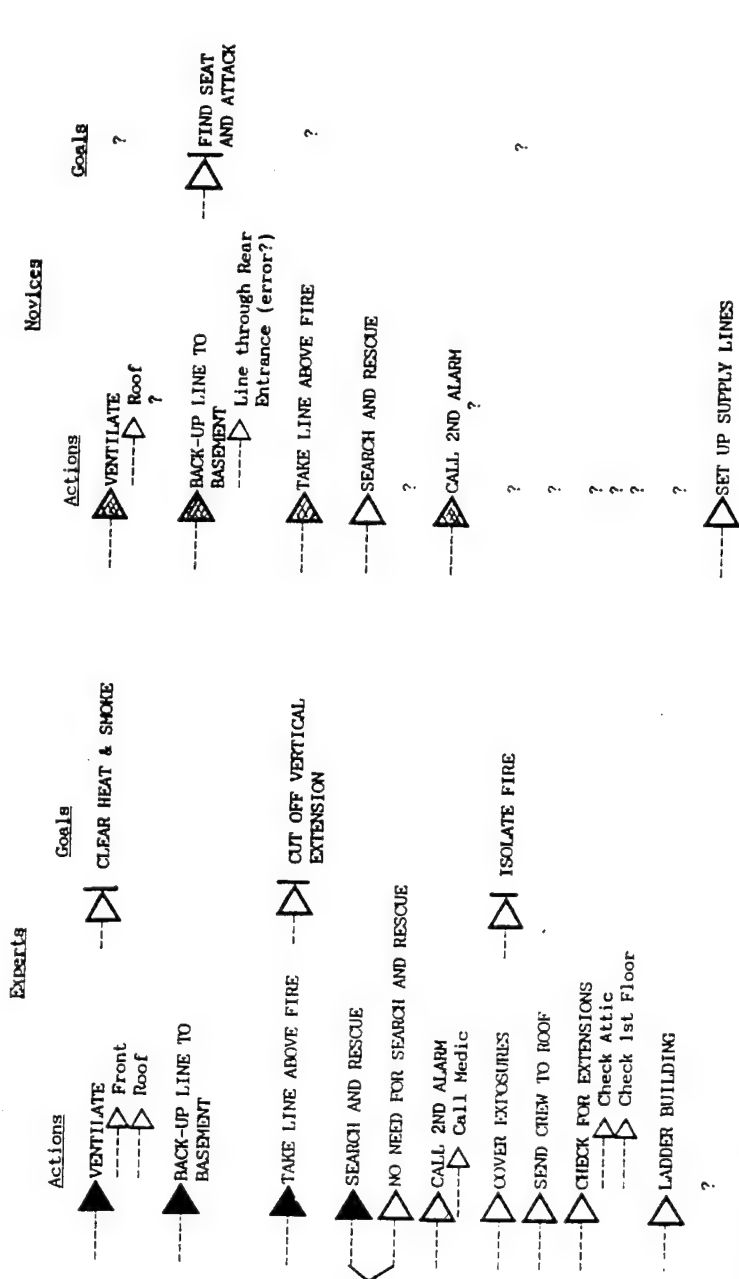 Experts
Actions
Goals
VENTILATE
Front
Roof
CLEAR HEAT & SMOKE
BACK-UP LINE TO
BASEMENT
TAKE LINE ABOVE FIRE
CUT OFF VERTICAL
EXTENSION
SEARCH AND RESCUE
NO NEED FOR SEARCH AND RESCUE
CALL 2ND ALARM
Call Medic
COVER EXPOSURES
ISOLATE FIRE
SEND CREW TO ROOF
CHECK FOR EXTENSIONS
Check Attic
Check 1st Floor
LADDER BUILDING
?
Novices
Actions
Goals
VENTILATE
?
Roof
?
BACK-UP LINE TO
BASEMENT
FIND SEAT
AND ATTACK
Line through Rear
Entrance (error?)
TAKE LINE ABOVE FIRE
?
SEARCH AND RESCUE
?
CALL 2ND ALARM
?
?
?
?
?
?
?
?
SET UP SUPPLY LINES